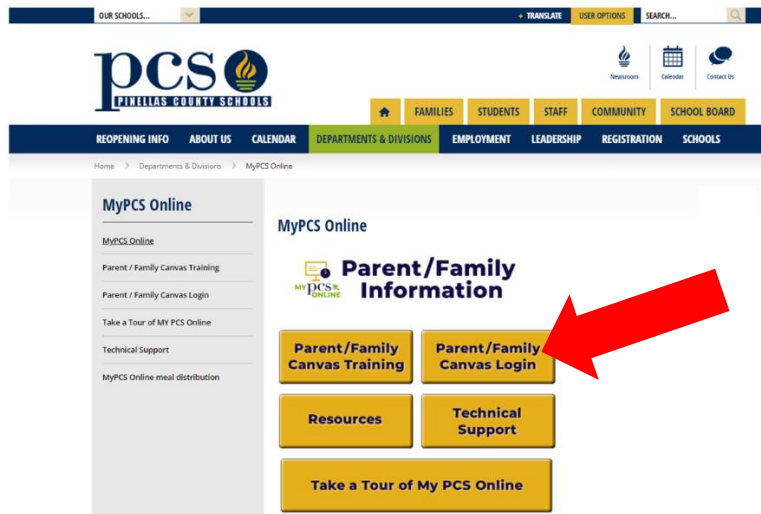 OUR SCHOOLS...
+ TRANSLATE USER OPTIONS SEARCH...
pcs
PINELLAS COUNTY SCHOOLS
Newsroom Calendar Contact Us
FAMILIES STUDENTS STAFF COMMUNITY SCHOOL BOARD
REOPENING INFO ABOUT US CALENDAR DEPARTMENTS & DIVISIONS EMPLOYMENT LEADERSHIP REGISTRATION SCHOOLS
Home > Departments & Divisions > MyPCS Online
MyPCS Online
MyPCS Online
Parent / Family Canvas Training
Parent / Family Canvas Login
Take a Tour of MY PCS Online
Technical Support
MyPCS Online meal distribution
MyPCS Online
MY pcs ONLINE
Parent/Family
Information
Parent/Family
Canvas Training
Parent/Family
Canvas Login
Resources
Technical
Support
Take a Tour of My PCS Online